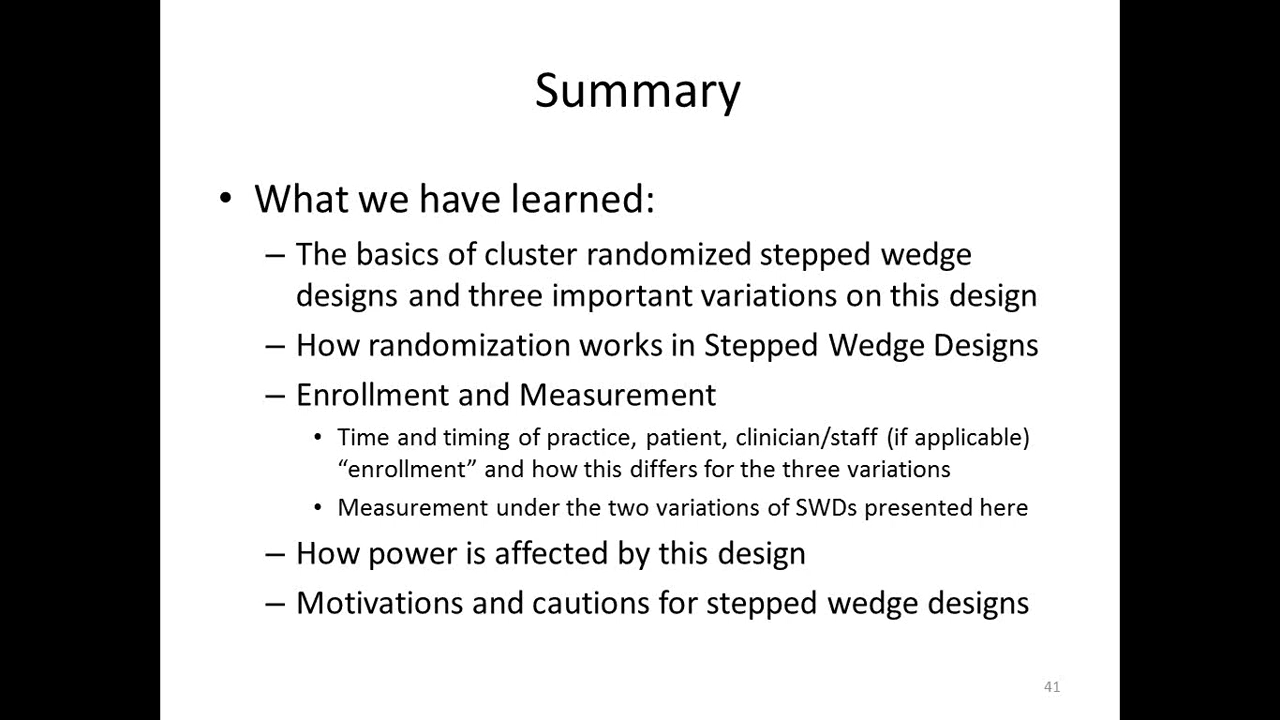 Summary
• What we have learned:
– The basics of cluster randomized stepped wedge
designs and three important variations on this design
– How randomization works in Stepped Wedge Designs
– Enrollment and Measurement
• Time and timing of practice, patient, clinician/staff (if applicable)
“enrollment” and how this differs for the three variations
• Measurement under the two variations of SWDs presented here
– How power is affected by this design
– Motivations and cautions for stepped wedge designs
41